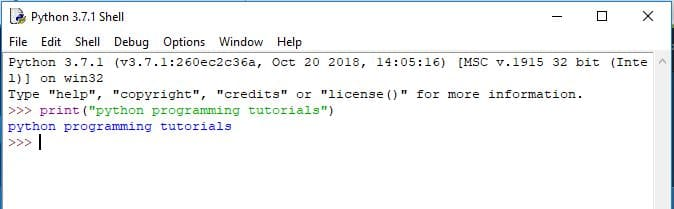 Python 3.7.1 Shell
File Edit Shell Debug Options Window Help
Python 3.7.1 (v3.7.1:260ec2c36a, Oct 20 2018, 14:05:16) [MSC v.1915 32 bit (Inte
l)] on win32
Type "help", "copyright", "credits" or "license()" for more information.
>>> print("python programming tutorials")
python programming tutorials
>>>